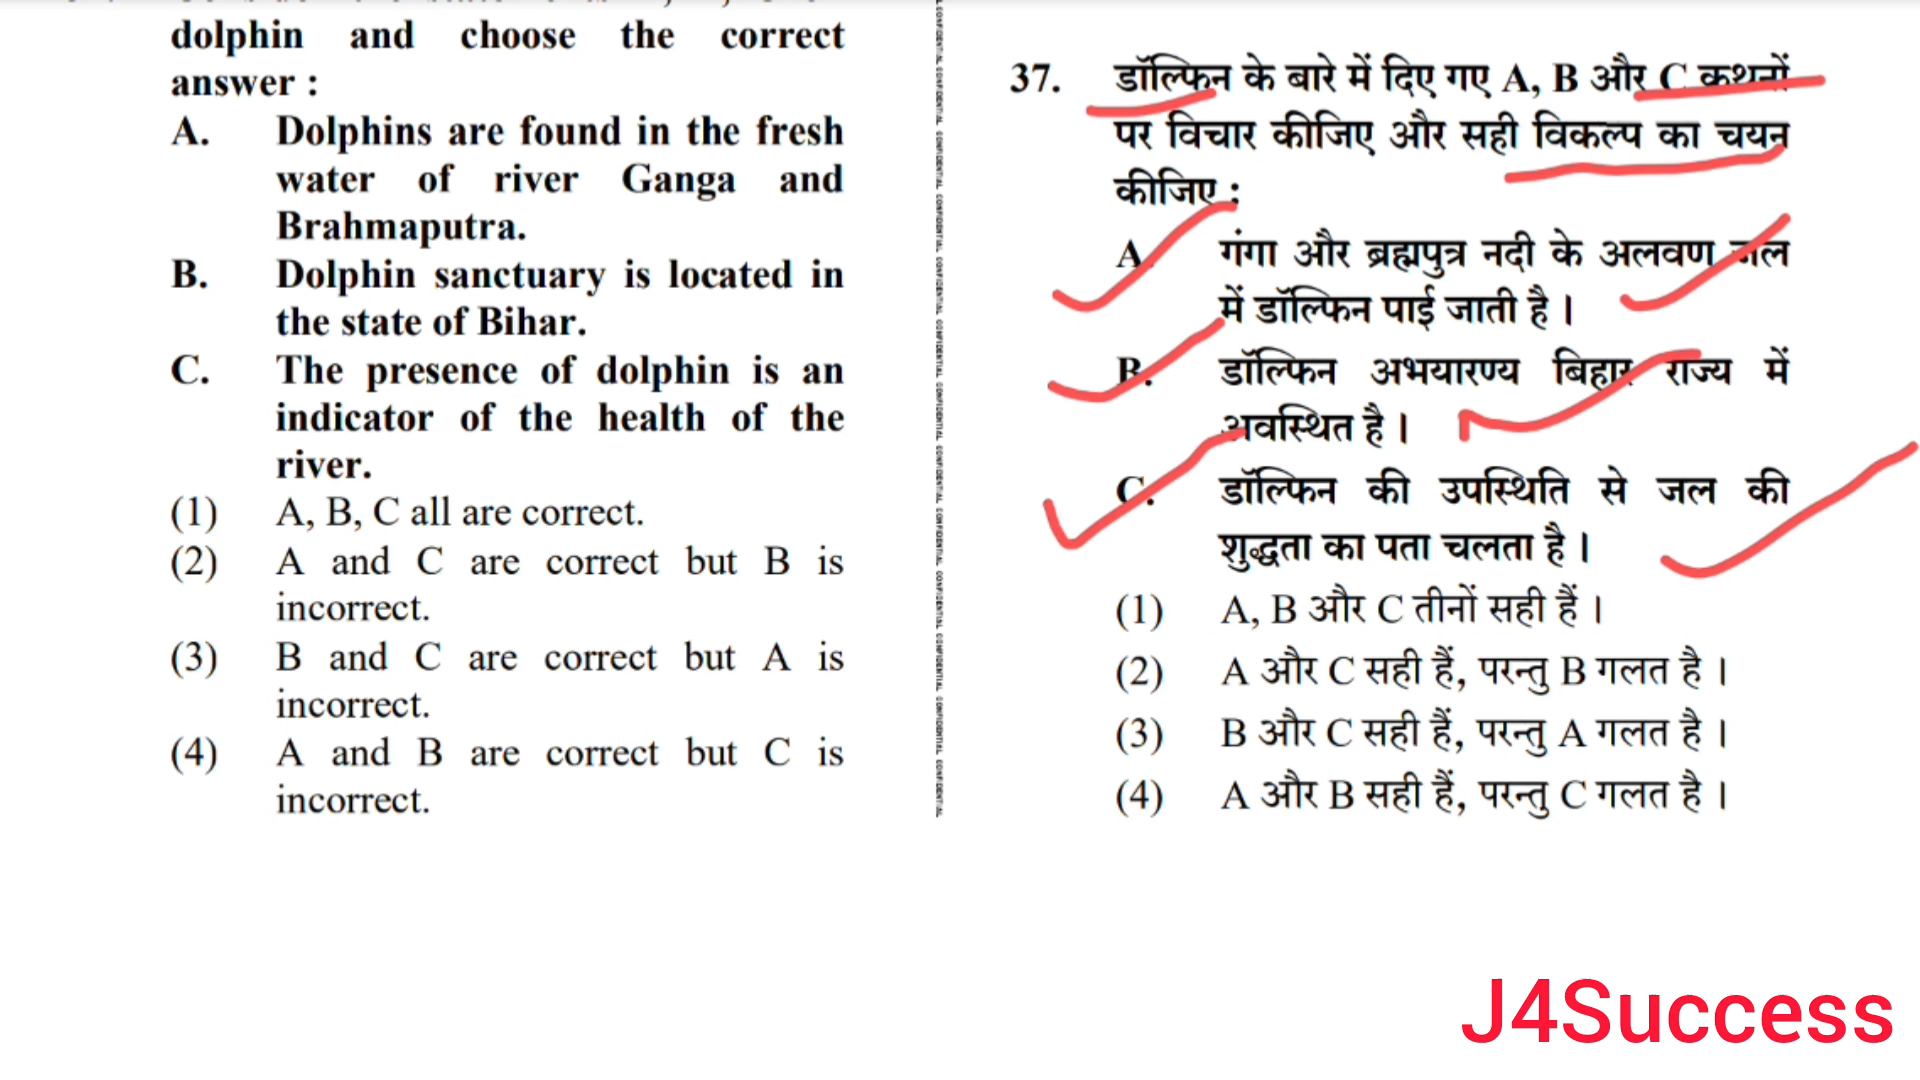 dolphin and choose the correct
answer :
A. Dolphins are found in the fresh
water of river Ganga and
Brahmaputra.
B. Dolphin sanctuary is located in
the state of Bihar.
C. The presence of dolphin is an
indicator of the health of the
river.
(1) A, B, C all are correct.
(2) A and C are correct but B is
incorrect.
(3) B and C are correct but A is
incorrect.
(4) A and B are correct but C is
incorrect.
37. डॉल्फिन के बारे में दिए गए A, B और C कथनों
पर विचार कीजिए और सही विकल्प का चयन
कीजिए :
A. गंगा और ब्रह्मपुत्र नदी के अलवण जल
में डॉल्फिन पाई जाती है ।
B. डॉल्फिन अभयारण्य बिहार राज्य में
अवस्थित है ।
C. डॉल्फिन की उपस्थिति से जल की
शुद्धता का पता चलता है ।
(1) A, B और C तीनों सही हैं ।
(2) A और C सही हैं, परन्तु B गलत है ।
(3) B और C सही हैं, परन्तु A गलत है ।
(4) A और B सही हैं, परन्तु C गलत है ।
J4Success